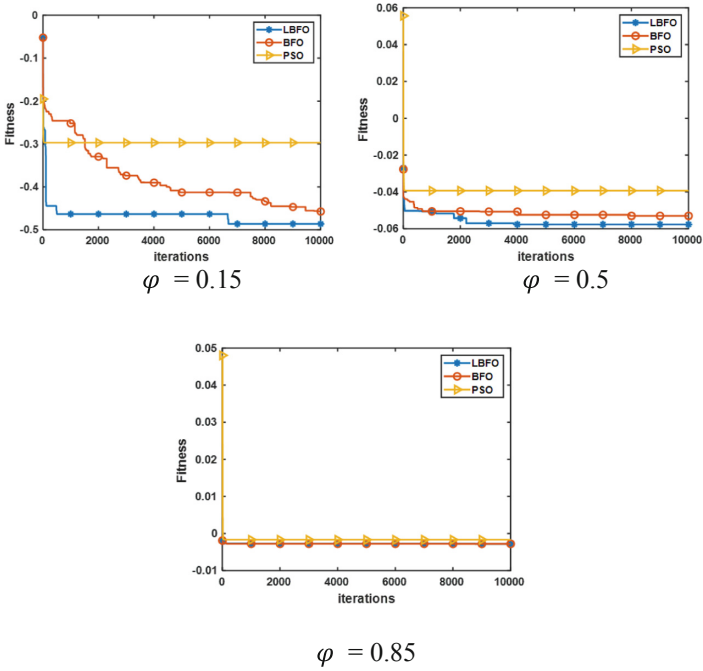 0
-0.1
-0.2
-0.3
-0.4
-0.5
Fitness
0 2000 4000 6000 8000 10000
iterations
LBFO
BFO
PSO
φ = 0.15
0.06
0.04
0.02
0
-0.02
-0.04
-0.06
Fitness
0 2000 4000 6000 8000 10000
iterations
LBFO
BFO
PSO
φ = 0.5
0.05
0.04
0.03
0.02
0.01
0
-0.01
Fitness
0 2000 4000 6000 8000 10000
iterations
LBFO
BFO
PSO
φ = 0.85